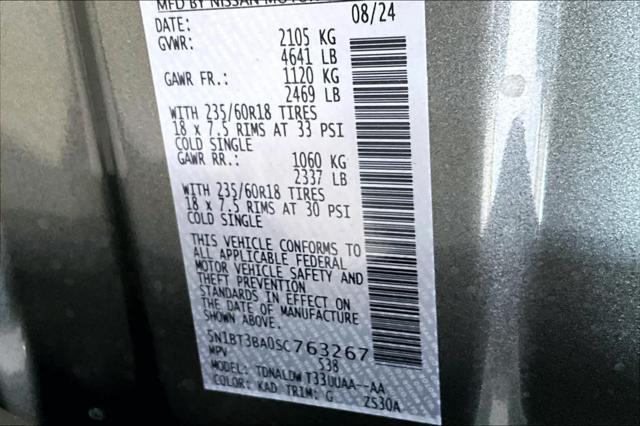 MFD BY NISSAN MOTOR
DATE: 08/24
GVWR: 2105 KG
4641 LB
GAWR FR.: 1120 KG
2469 LB
WITH 235/60R18 TIRES
18 x 7.5 RIMS AT 33 PSI
COLD SINGLE
GAWR RR.: 1060 KG
2337 LB
WITH 235/60R18 TIRES
18 x 7.5 RIMS AT 30 PSI
COLD SINGLE
THIS VEHICLE CONFORMS TO
ALL APPLICABLE FEDERAL
MOTOR VEHICLE SAFETY AND
THEFT PREVENTION
STANDARDS IN EFFECT ON
THE DATE OF MANUFACTURE
SHOWN ABOVE.
5N1BT3BA0SC763267
MPV S38
MODEL: TDNALDW T33UUAA--AA
COLOR: KAD TRIM: G ZS30A